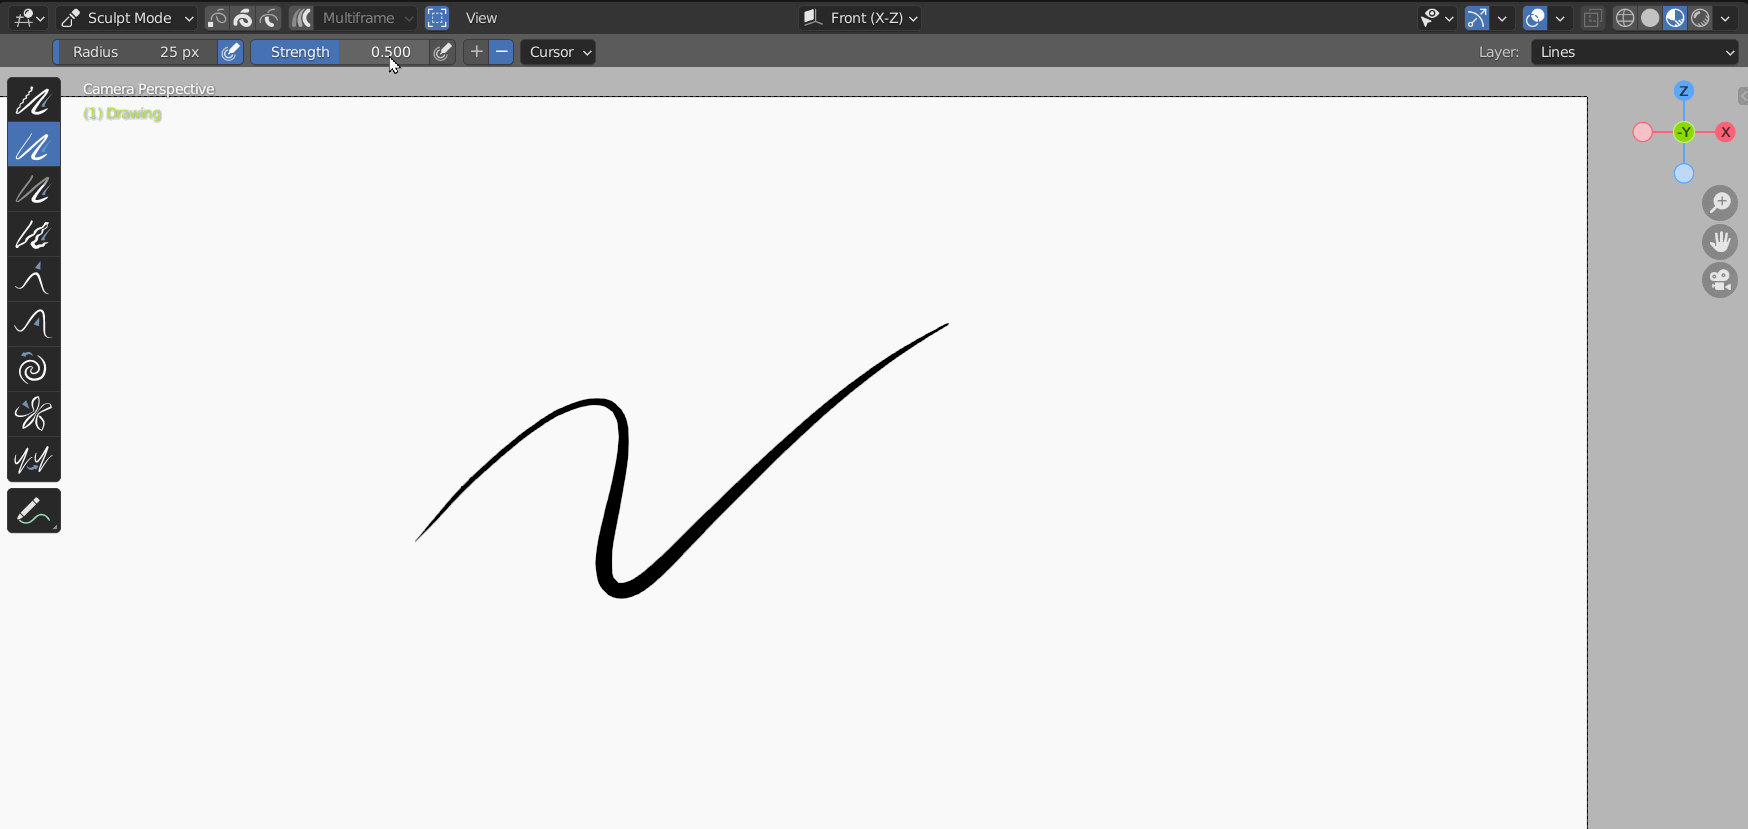 Sculpt Mode Multiframe View Front (X-Z)
Radius 25 px Strength 0.500 + − Cursor Layer: Lines
Camera Perspective
(1) Drawing
Z
-Y X